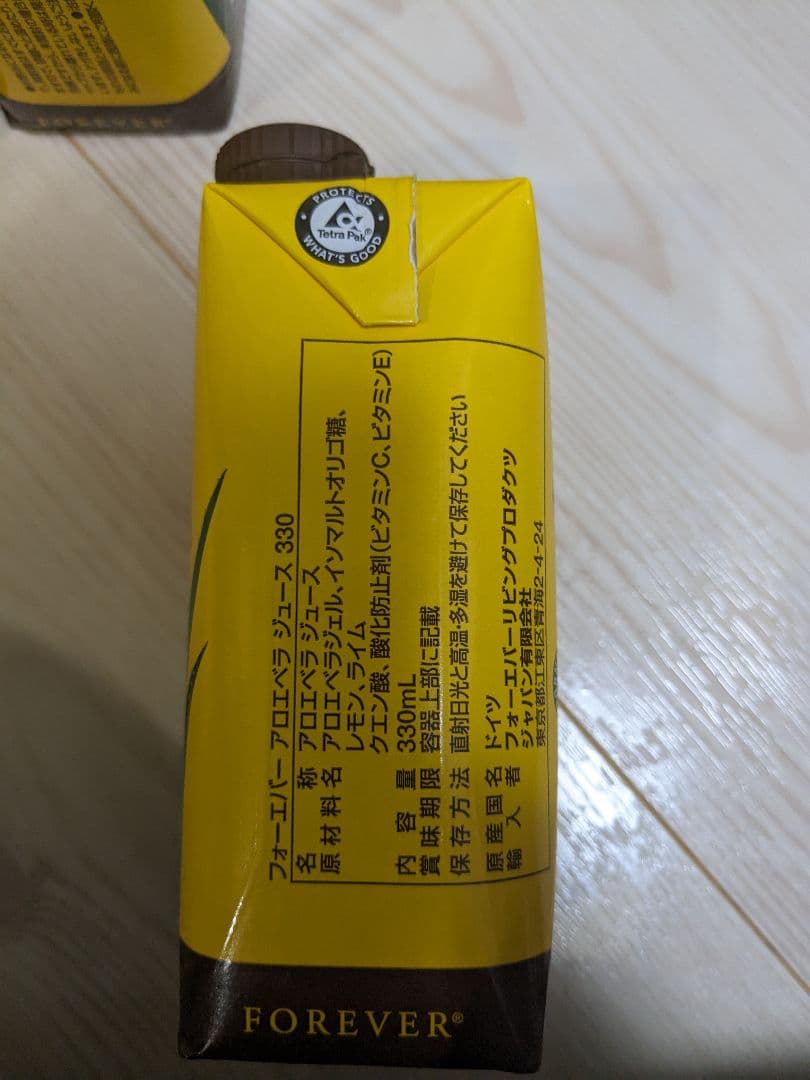 FOREVER
PROTECTS
Tetra Pak®
WHAT'S GOOD
フォーエバー アロエベラ ジュース 330
名称 アロエベラ ジュース
原材料名 アロエベラジェル、イソマルトオリゴ糖、
レモン、ライム
クエン酸、酸化防止剤(ビタミンC、ビタミンE)
内容量 330mL
賞味期限 容器上部に記載
保存方法 直射日光と高温・多湿を避けて保存してください
原産国名 ドイツ
輸入者 フォーエバーリビングプロダクツ
ジャパン有限会社
東京都江東区青海2-4-24
FOREVER®